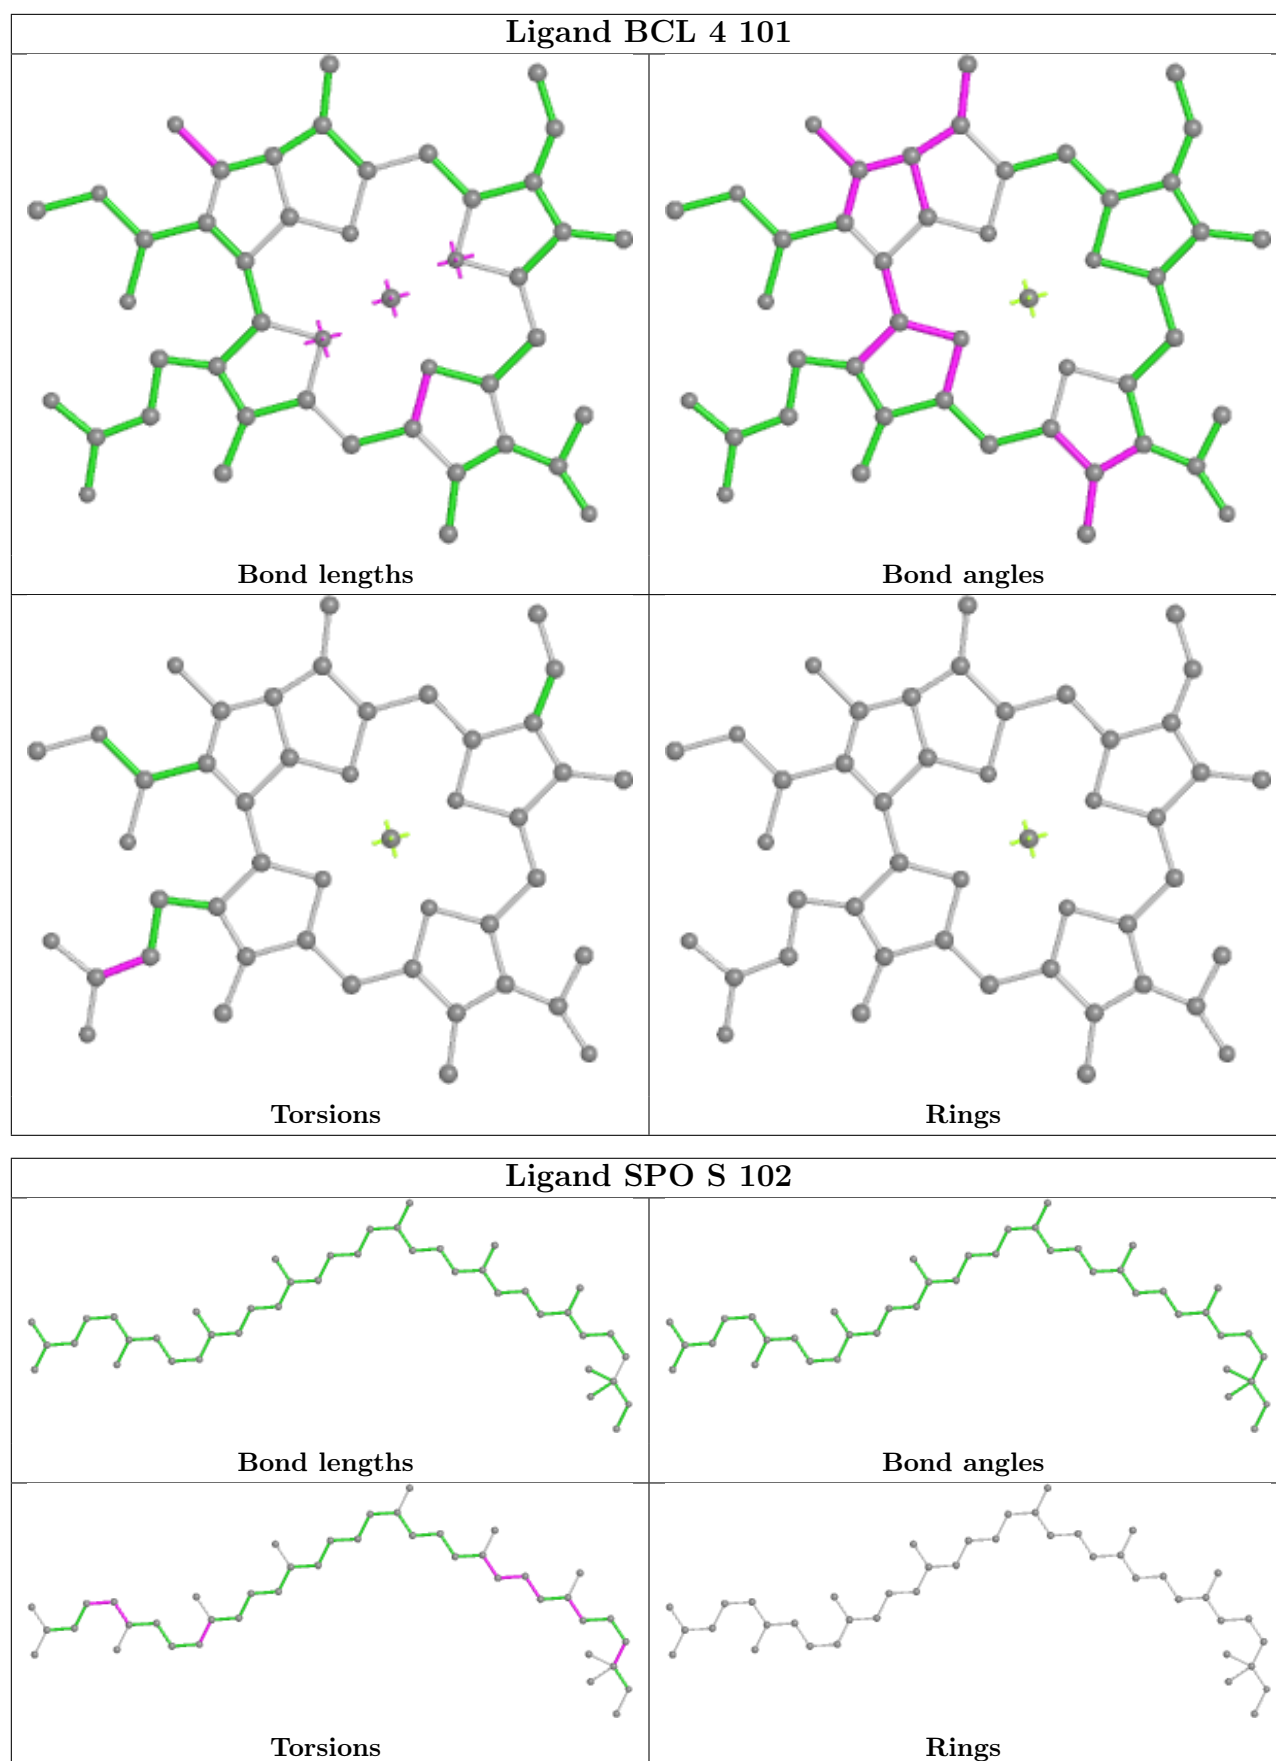 Ligand BCL 4 101
Bond lengths
Bond angles
Torsions
Rings
Ligand SPO S 102
Bond lengths
Bond angles
Torsions
Rings